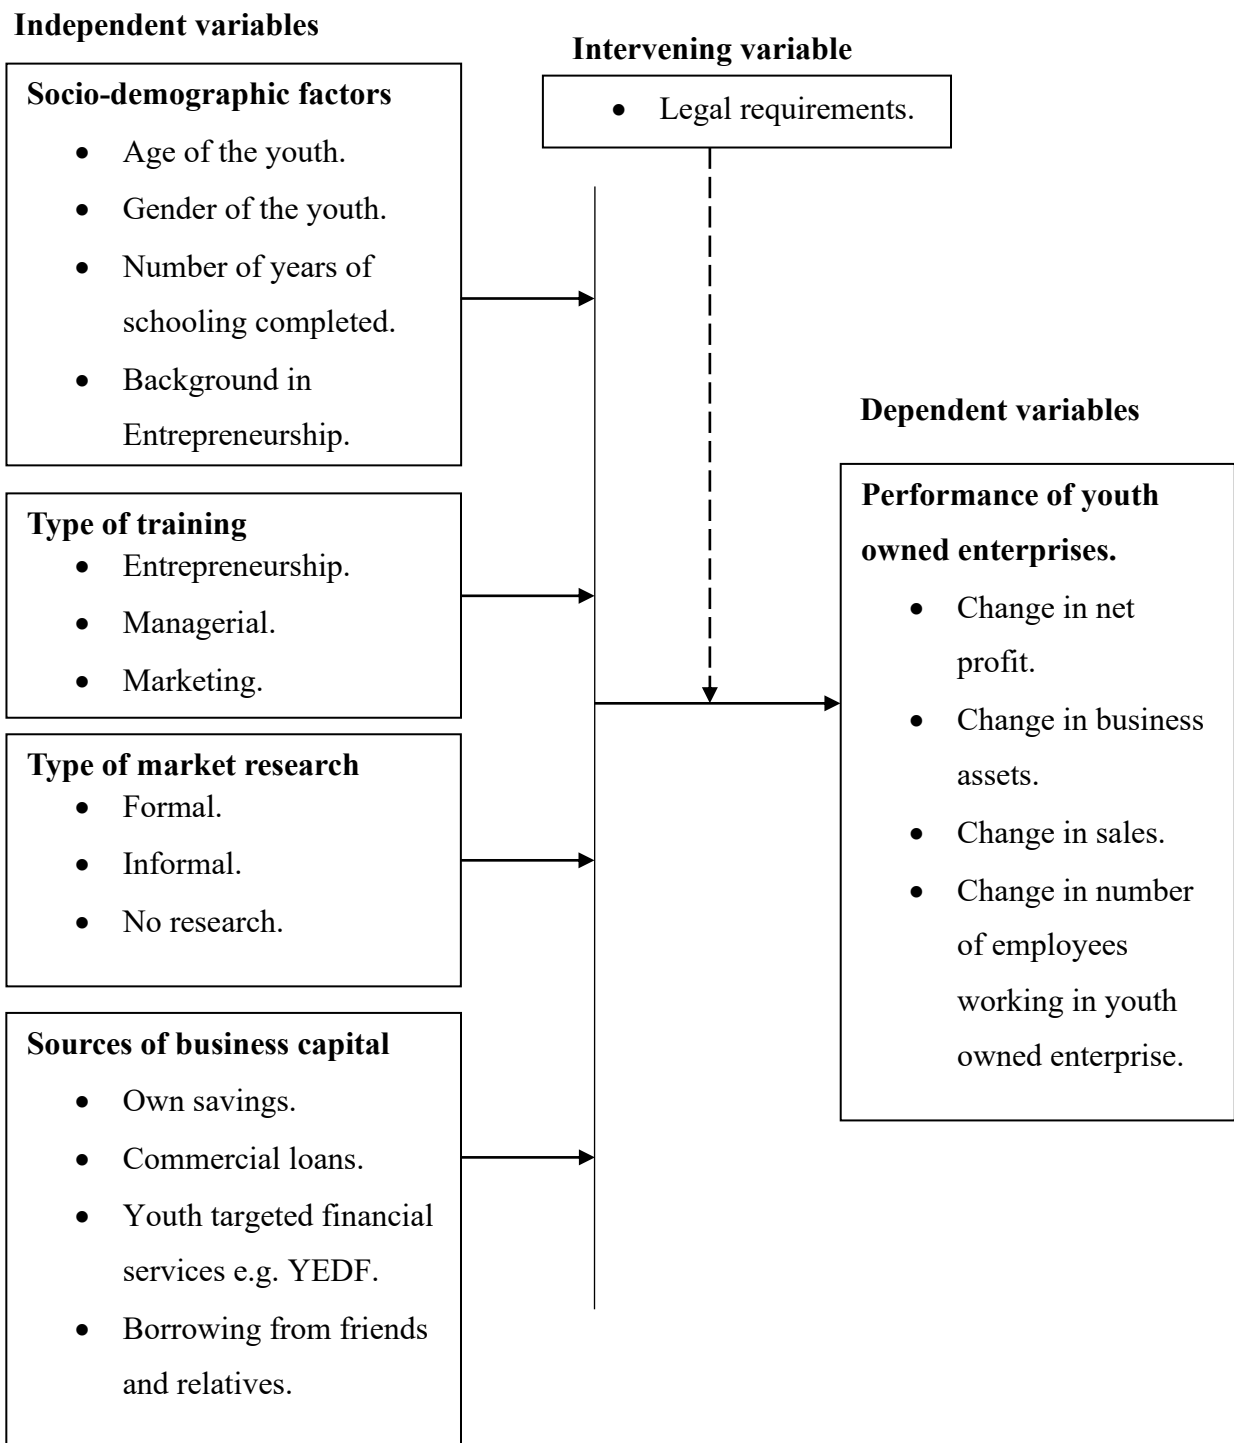 Independent variables
Socio-demographic factors
• Age of the youth.
• Gender of the youth.
• Number of years of
schooling completed.
• Background in
Entrepreneurship.
Type of training
• Entrepreneurship.
• Managerial.
• Marketing.
Type of market research
• Formal.
• Informal.
• No research.
Sources of business capital
• Own savings.
• Commercial loans.
• Youth targeted financial
services e.g. YEDF.
• Borrowing from friends
and relatives.
Intervening variable
• Legal requirements.
Dependent variables
Performance of youth
owned enterprises.
• Change in net
profit.
• Change in business
assets.
• Change in sales.
• Change in number
of employees
working in youth
owned enterprise.